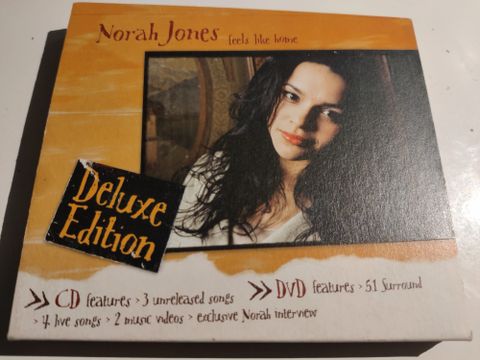 Norah Jones feels like home
Deluxe
Edition
>> CD features > 3 unreleased songs >> DVD features > 5.1 Surround
> 4 live songs > 2 music videos > exclusive Norah interview